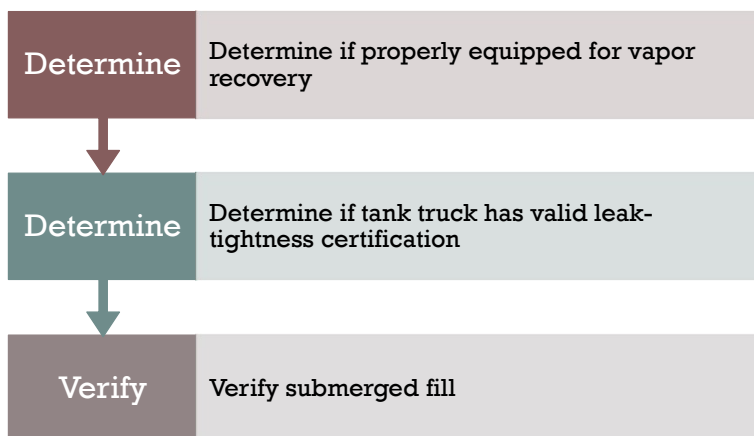 Determine
Determine if properly equipped for vapor
recovery
Determine
Determine if tank truck has valid leak-
tightness certification
Verify
Verify submerged fill